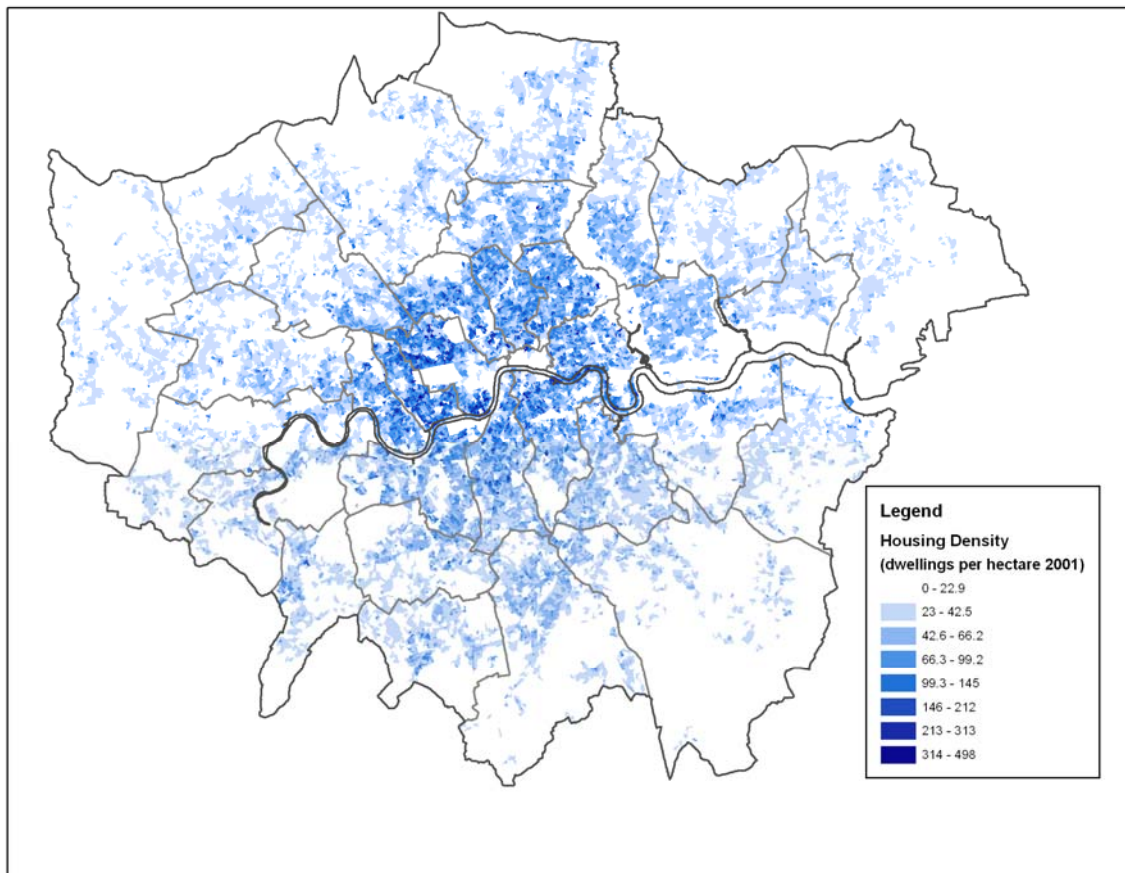 Legend
Housing Density
(dwellings per hectare 2001)
0 - 22.9
23 - 42.5
42.6 - 66.2
66.3 - 99.2
99.3 - 145
146 - 212
213 - 313
314 - 498